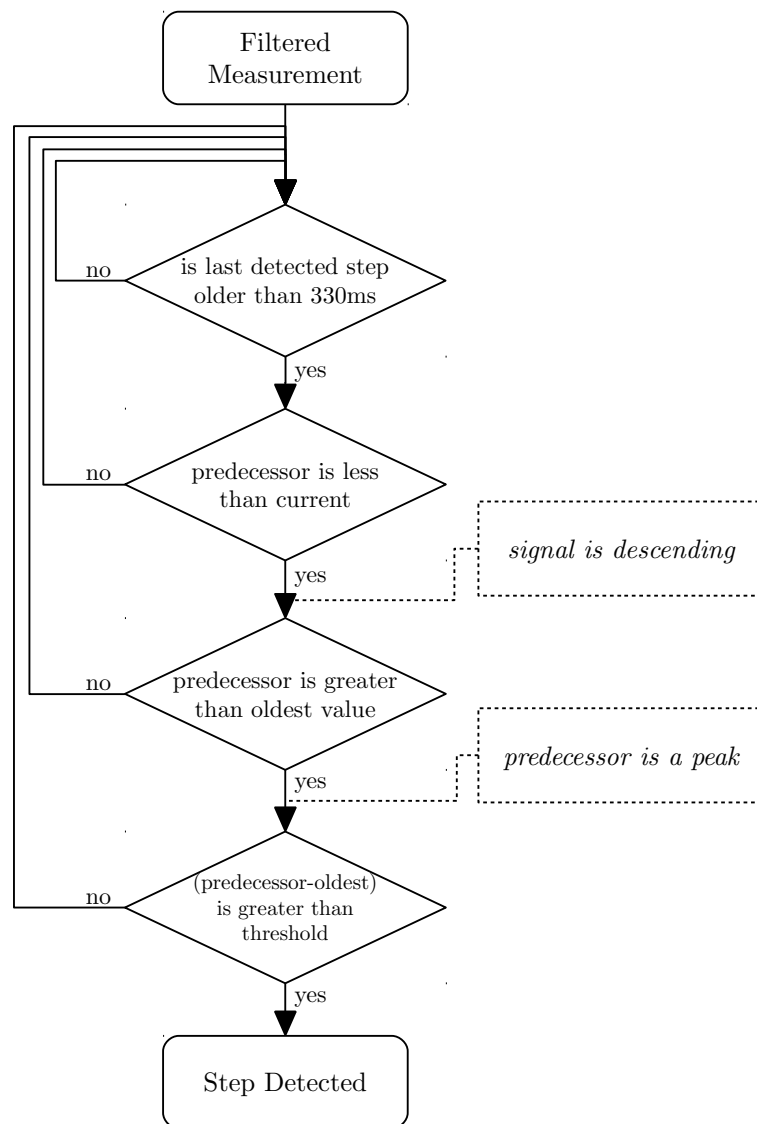 Filtered
Measurement
is last detected step
older than 330ms
no
yes
predecessor is less
than current
no
signal is descending
yes
predecessor is greater
than oldest value
no
predecessor is a peak
yes
(predecessor-oldest)
is greater than
threshold
no
yes
Step Detected